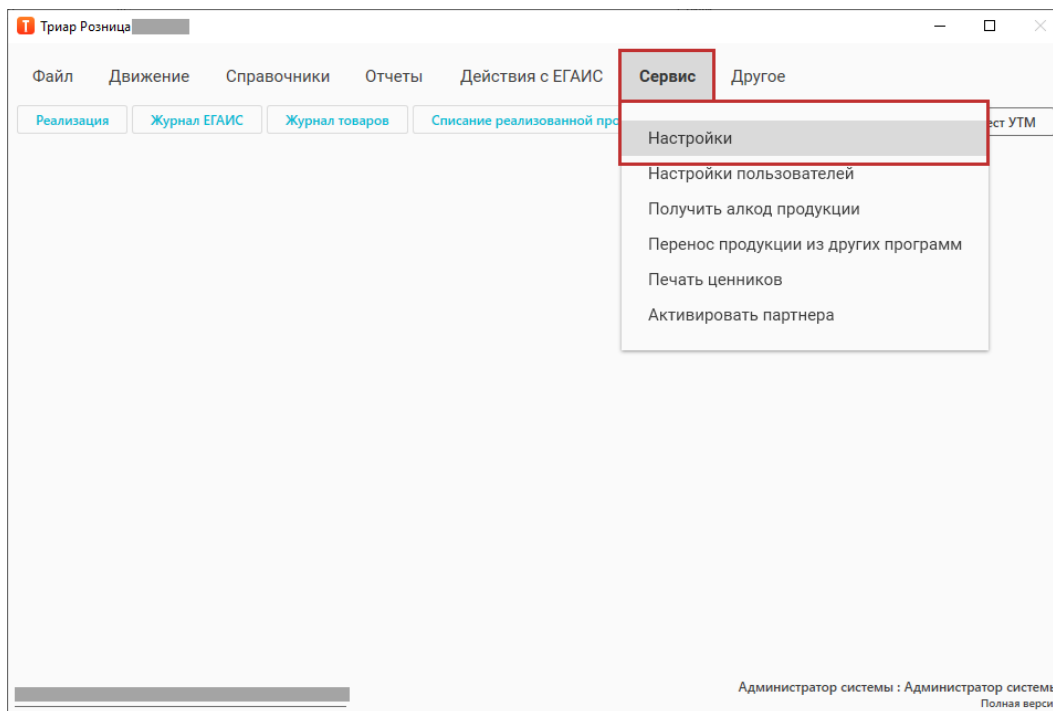 Триар Розница
Файл Движение Справочники Отчеты Действия с ЕГАИС Сервис Другое
Реализация Журнал ЕГАИС Журнал товаров Списание реализованной про ест УТМ
Настройки
Настройки пользователей
Получить алкод продукции
Перенос продукции из других программ
Печать ценников
Активировать партнера
Администратор системы : Администратор системы
Полная верси